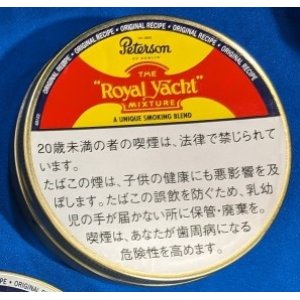 ORIGINAL RECIPE • ORIGINAL RECIPE • ORIGINAL RECIPE
Peterson
OF DUBLIN
THE
"Royal Yacht"
MIXTURE
A UNIQUE SMOKING BLEND
20歳未満の者の喫煙は、法律で禁じられて
います。
たばこの煙は、子供の健康にも悪影響を及
ぼします。たばこの誤飲を防ぐため、乳幼
児の手が届かない所に保管・廃棄を。
喫煙は、あなたが歯周病になる
危険性を高めます。